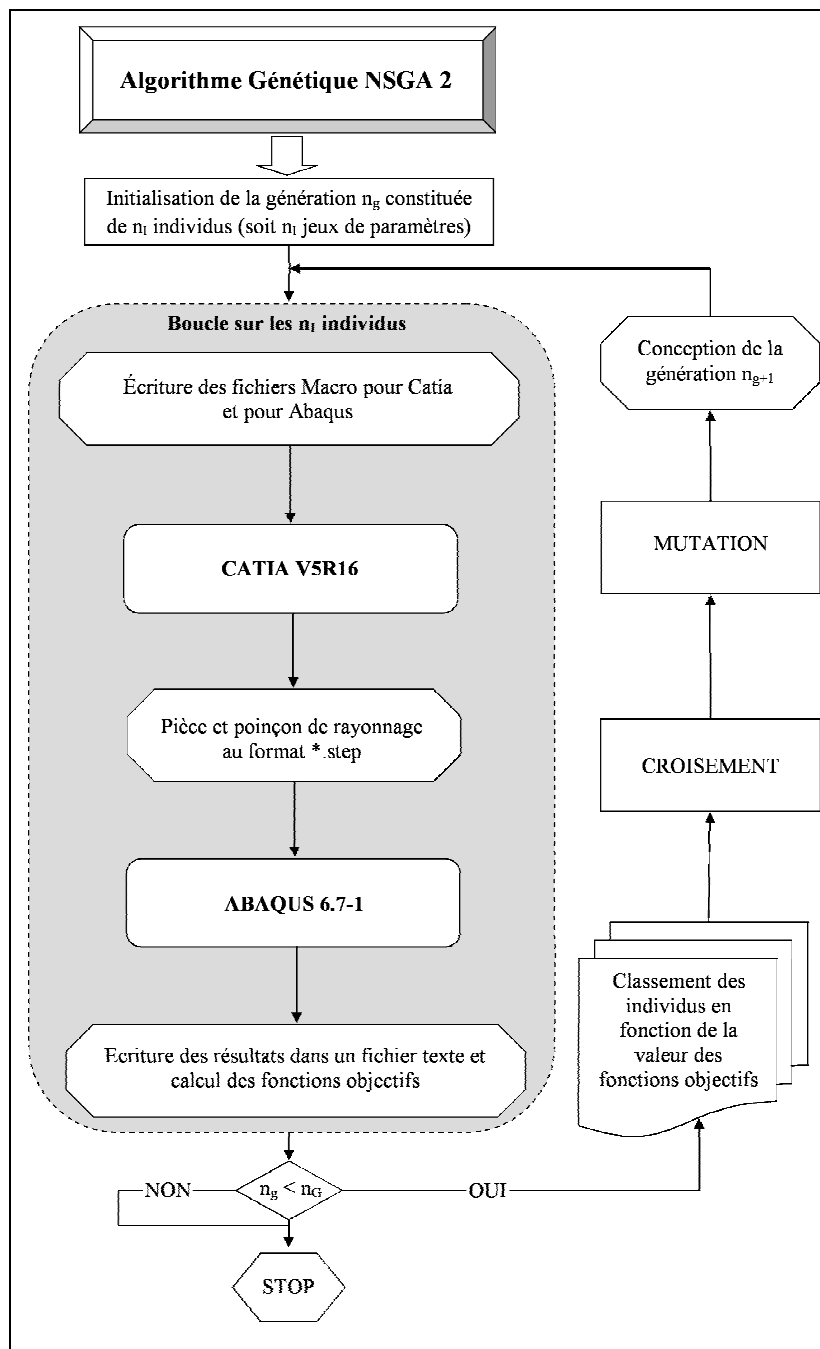 Algorithme Génétique NSGA 2
Initialisation de la génération ng constituée
de nI individus (soit nI jeux de paramètres)
Boucle sur les nI individus
Écriture des fichiers Macro pour Catia
et pour Abaqus
CATIA V5R16
Pièce et poinçon de rayonnage
au format *.step
ABAQUS 6.7-1
Ecriture des résultats dans un fichier texte et
calcul des fonctions objectifs
NON
ng < nG
OUI
STOP
Conception de la
génération ng+1
MUTATION
CROISEMENT
Classement des
individus en
fonction de la
valeur des
fonctions objectifs